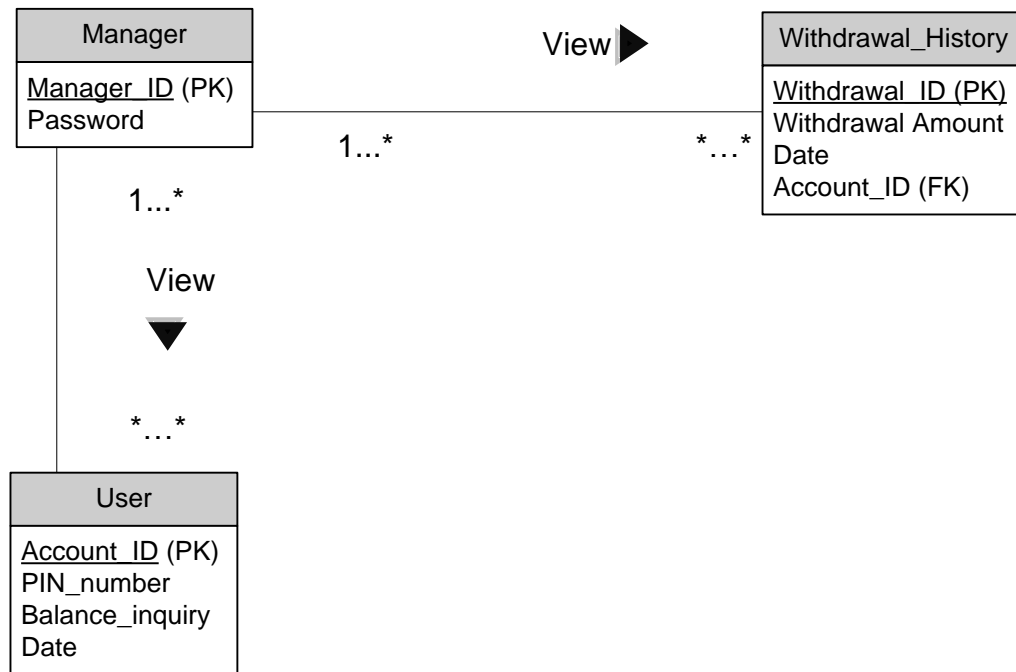 Manager
Manager_ID (PK)
Password
View
Withdrawal_History
Withdrawal_ID (PK)
Withdrawal Amount
Date
Account_ID (FK)
1...*
*…*
1...*
View
*…*
User
Account_ID (PK)
PIN_number
Balance_inquiry
Date